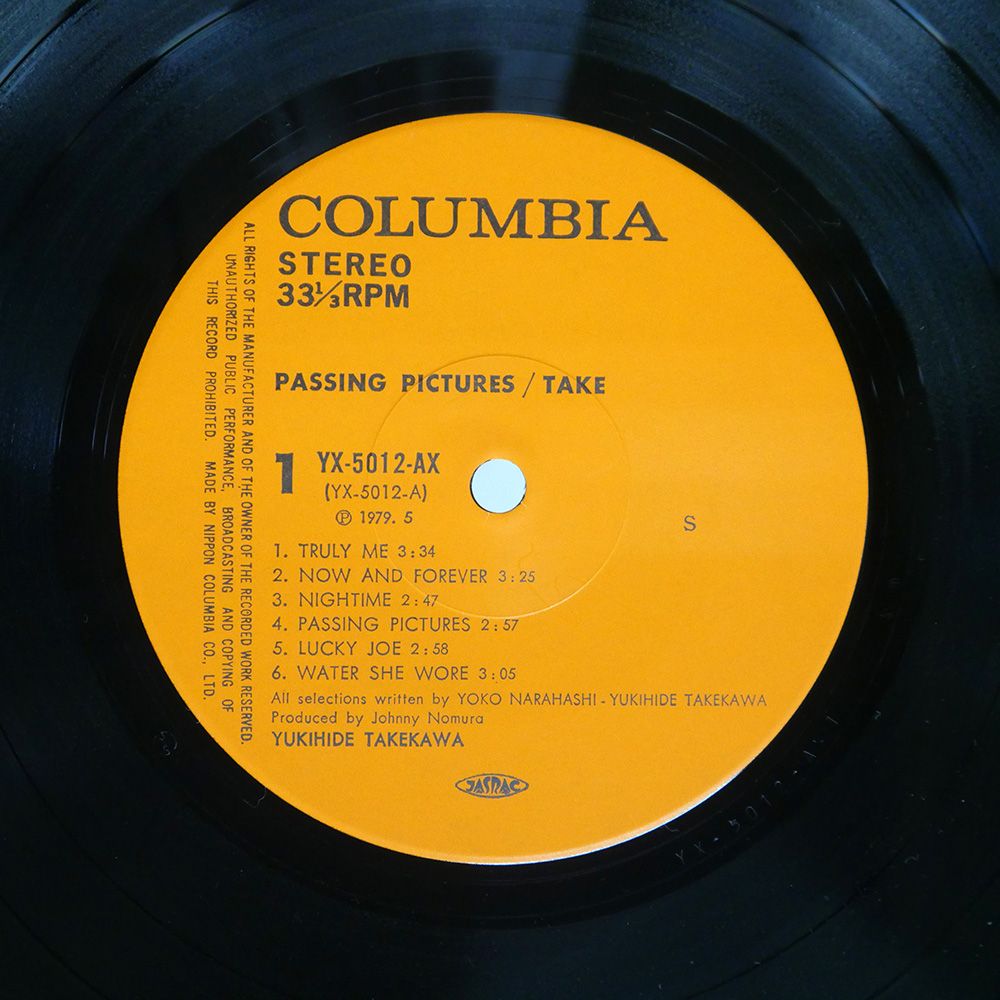 COLUMBIA
STEREO
33⅓RPM
PASSING PICTURES / TAKE
1 YX-5012-AX
(YX-5012-A)
Ⓟ 1979. 5
S
1. TRULY ME 3:34
2. NOW AND FOREVER 3:25
3. NIGHTIME 2:47
4. PASSING PICTURES 2:57
5. LUCKY JOE 2:58
6. WATER SHE WORE 3:05
All selections written by YOKO NARAHASHI - YUKIHIDE TAKEKAWA
Produced by Johnny Nomura
YUKIHIDE TAKEKAWA
JASRAC
ALL RIGHTS OF THE MANUFACTURER AND OF THE OWNER OF THE RECORDED WORK RESERVED.
UNAUTHORIZED PUBLIC PERFORMANCE, BROADCASTING AND COPYING OF
THIS RECORD PROHIBITED. MADE BY NIPPON COLUMBIA CO., LTD.